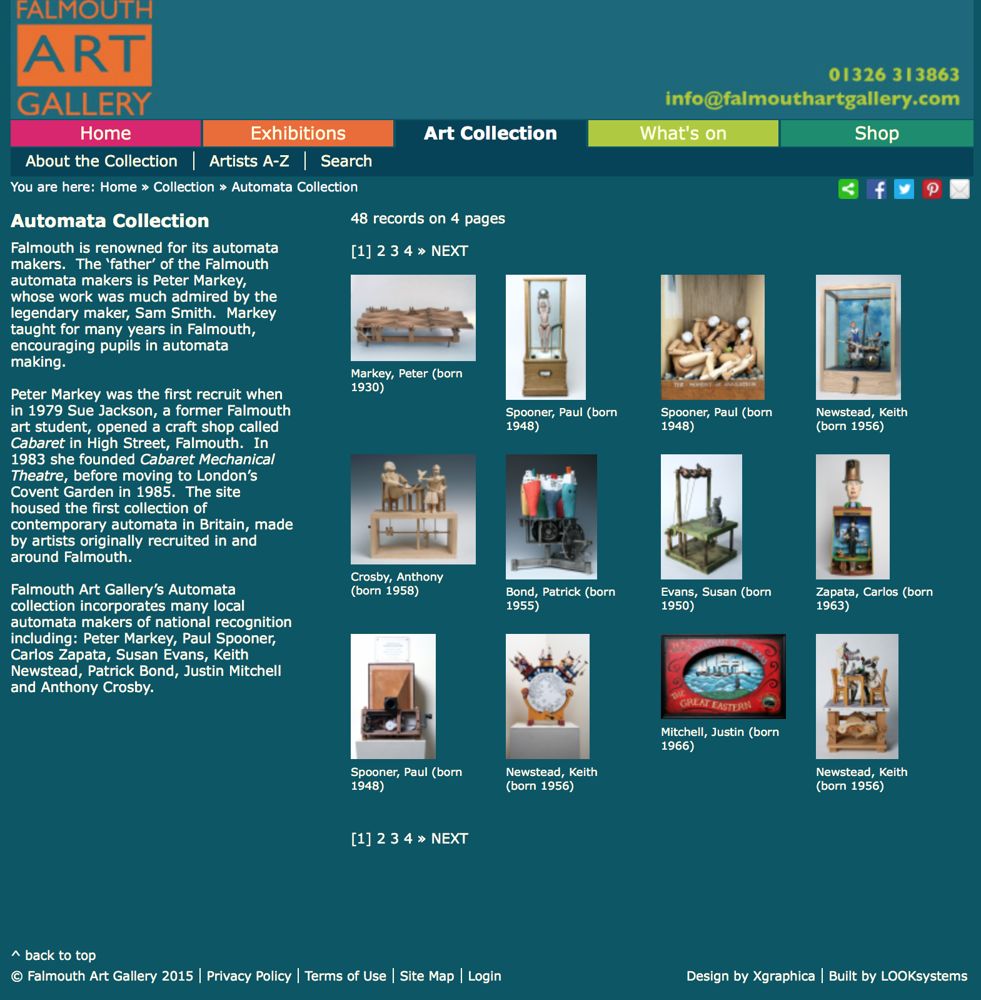 FALMOUTH
ART
GALLERY
01326 313863
info@falmouthartgallery.com
Home
Exhibitions
Art Collection
What's on
Shop
About the Collection
Artists A-Z
Search
You are here: Home » Collection » Automata Collection
Automata Collection
Falmouth is renowned for its automata
makers.  The ‘father’ of the Falmouth
automata makers is Peter Markey,
whose work was much admired by the
legendary maker, Sam Smith.  Markey
taught for many years in Falmouth,
encouraging pupils in automata
making.
Peter Markey was the first recruit when
in 1979 Sue Jackson, a former Falmouth
art student, opened a craft shop called
Cabaret in High Street, Falmouth.  In
1983 she founded Cabaret Mechanical
Theatre, before moving to London’s
Covent Garden in 1985.  The site
housed the first collection of
contemporary automata in Britain, made
by artists originally recruited in and
around Falmouth.
Falmouth Art Gallery’s Automata
collection incorporates many local
automata makers of national recognition
including: Peter Markey, Paul Spooner,
Carlos Zapata, Susan Evans, Keith
Newstead, Patrick Bond, Justin Mitchell
and Anthony Crosby.
48 records on 4 pages
[1] 2 3 4 » NEXT
Markey, Peter (born
1930)
Spooner, Paul (born
1948)
THE MOMENT of OVULATION
Spooner, Paul (born
1948)
Newstead, Keith
(born 1956)
Crosby, Anthony
(born 1958)
Bond, Patrick (born
1955)
Evans, Susan (born
1950)
Zapata, Carlos (born
1963)
Spooner, Paul (born
1948)
Newstead, Keith
(born 1956)
LEVIATHAN OF THE SEAS
THE
GREAT EASTERN
Mitchell, Justin (born
1966)
Newstead, Keith
(born 1956)
[1] 2 3 4 » NEXT
^ back to top
© Falmouth Art Gallery 2015 | Privacy Policy | Terms of Use | Site Map | Login
Design by Xgraphica | Built by LOOKsystems